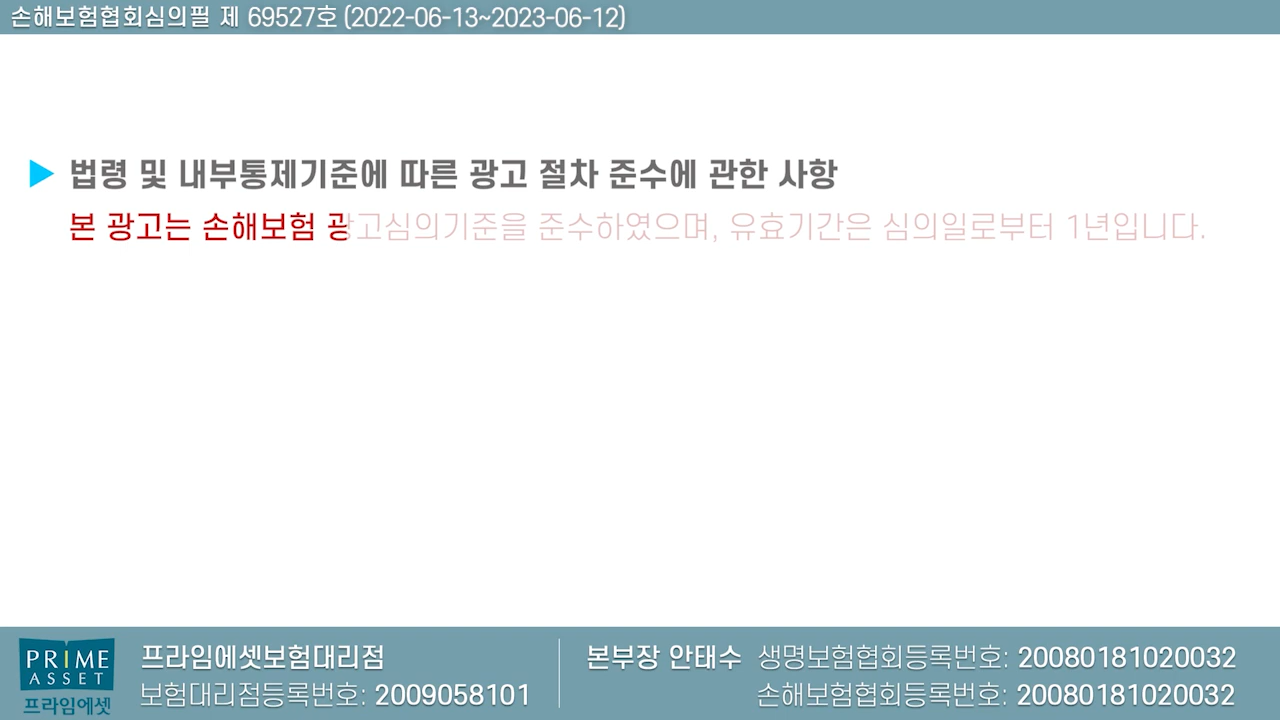 손해보험협회심의필 제 69527호 (2022-06-13~2023-06-12)
▶ 법령 및 내부통제기준에 따른 광고 절차 준수에 관한 사항
본 광고는 손해보험 광고심의기준을 준수하였으며, 유효기간은 심의일로부터 1년입니다.
PRIME
ASSET
프라임에셋
프라임에셋보험대리점
보험대리점등록번호: 2009058101
본부장 안태수 생명보험협회등록번호: 20080181020032
손해보험협회등록번호: 20080181020032